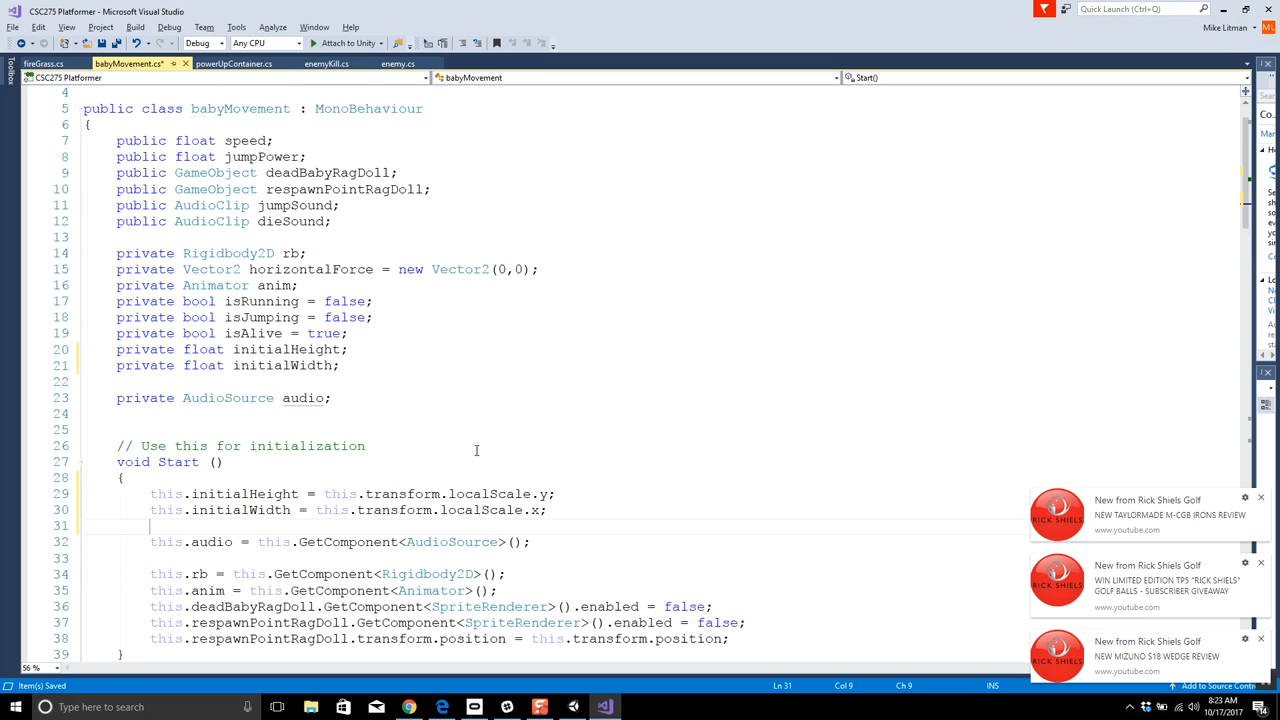 CSC275 Platformer - Microsoft Visual Studio
Quick Launch (Ctrl+Q)
File Edit View Project Build Debug Team Tools Analyze Window Help
Mike Litman
ML
Debug Any CPU Attach to Unity
fireGrass.cs babyMovement.cs* powerUpContainer.cs enemyKill.cs enemy.cs
Toolbox
CSC275 Platformer babyMovement Start()
4
5 public class babyMovement : MonoBehaviour
6 {
7 public float speed;
8 public float jumpPower;
9 public GameObject deadBabyRagDoll;
10 public GameObject respawnPointRagDoll;
11 public AudioClip jumpSound;
12 public AudioClip dieSound;
13
14 private Rigidbody2D rb;
15 private Vector2 horizontalForce = new Vector2(0,0);
16 private Animator anim;
17 private bool isRunning = false;
18 private bool isJumping = false;
19 private bool isAlive = true;
20 private float initialHeight;
21 private float initialWidth;
22
23 private AudioSource audio;
24
25
26 // Use this for initialization
27 void Start ()
28 {
29 this.initialHeight = this.transform.localScale.y;
30 this.initialWidth = this.transform.localScale.x;
31
32 this.audio = this.GetComponent<AudioSource>();
33
34 this.rb = this.GetComponent<Rigidbody2D>();
35 this.anim = this.GetComponent<Animator>();
36 this.deadBabyRagDoll.GetComponent<SpriteRenderer>().enabled = false;
37 this.respawnPointRagDoll.GetComponent<SpriteRenderer>().enabled = false;
38 this.respawnPointRagDoll.transform.position = this.transform.position;
39 }
New from Rick Shiels Golf
NEW TAYLORMADE M-CGB IRONS REVIEW
www.youtube.com
New from Rick Shiels Golf
WIN LIMITED EDITION TP5 "RICK SHIELS"
GOLF BALLS - SUBSCRIBER GIVEAWAY
www.youtube.com
New from Rick Shiels Golf
NEW MIZUNO S18 WEDGE REVIEW
www.youtube.com
RICK SHIELS
RICK SHIELS
RICK SHIELS
56 %
Item(s) Saved Ln 31 Col 9 Ch 9 INS Add to Source Contr
Type here to search
8:23 AM
10/17/2017
14